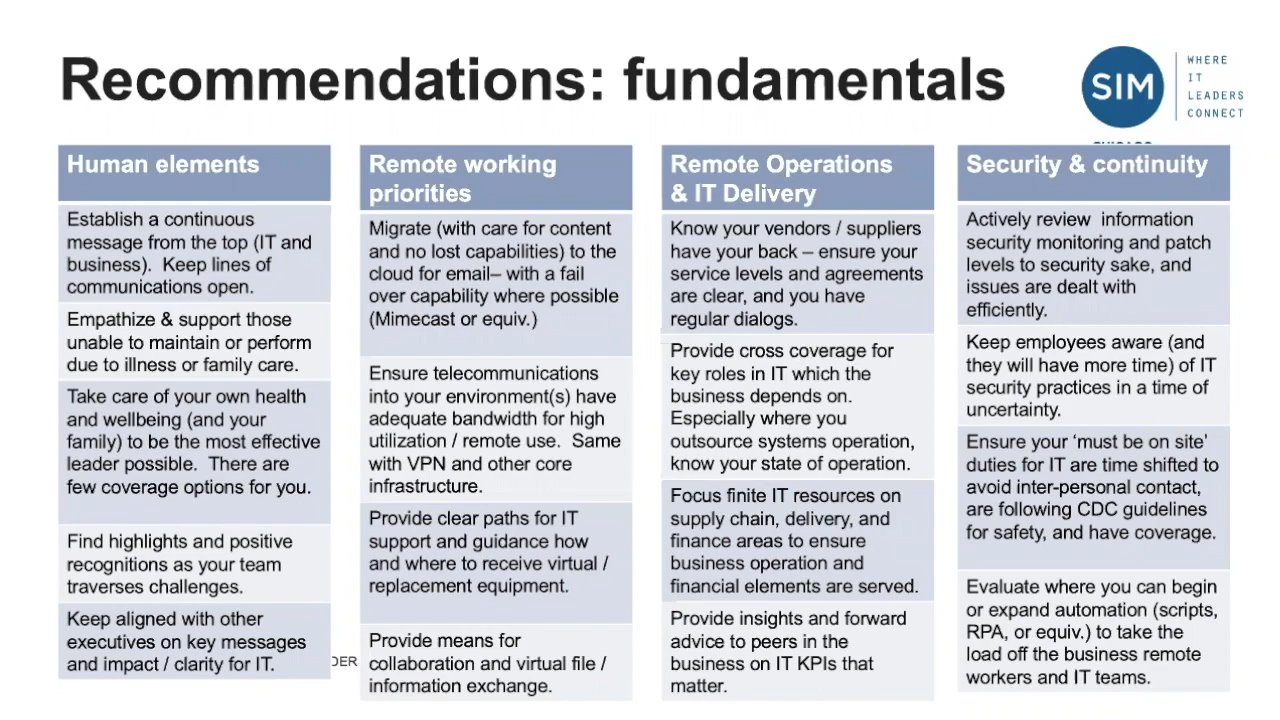 Recommendations: fundamentals
SIM
WHERE
IT
LEADERS
CONNECT
Human elements
Establish a continuous
message from the top (IT and
business).  Keep lines of
communications open.
Empathize & support those
unable to maintain or perform
due to illness or family care.
Take care of your own health
and wellbeing (and your
family) to be the most effective
leader possible.  There are
few coverage options for you.
Find highlights and positive
recognitions as your team
traverses challenges.
Keep aligned with other
executives on key messages
and impact / clarity for IT.
Remote working
priorities
Migrate (with care for content
and no lost capabilities) to the
cloud for email– with a fail
over capability where possible
(Mimecast or equiv.)
Ensure telecommunications
into your environment(s) have
adequate bandwidth for high
utilization / remote use.  Same
with VPN and other core
infrastructure.
Provide clear paths for IT
support and guidance how
and where to receive virtual /
replacement equipment.
Provide means for
collaboration and virtual file /
information exchange.
Remote Operations
& IT Delivery
Know your vendors / suppliers
have your back – ensure your
service levels and agreements
are clear, and you have
regular dialogs.
Provide cross coverage for
key roles in IT which the
business depends on.
Especially where you
outsource systems operation,
know your state of operation.
Focus finite IT resources on
supply chain, delivery, and
finance areas to ensure
business operation and
financial elements are served.
Provide insights and forward
advice to peers in the
business on IT KPIs that
matter.
Security & continuity
Actively review  information
security monitoring and patch
levels to security sake, and
issues are dealt with
efficiently.
Keep employees aware (and
they will have more time) of IT
security practices in a time of
uncertainty.
Ensure your ‘must be on site’
duties for IT are time shifted to
avoid inter-personal contact,
are following CDC guidelines
for safety, and have coverage.
Evaluate where you can begin
or expand automation (scripts,
RPA, or equiv.) to take the
load off the business remote
workers and IT teams.